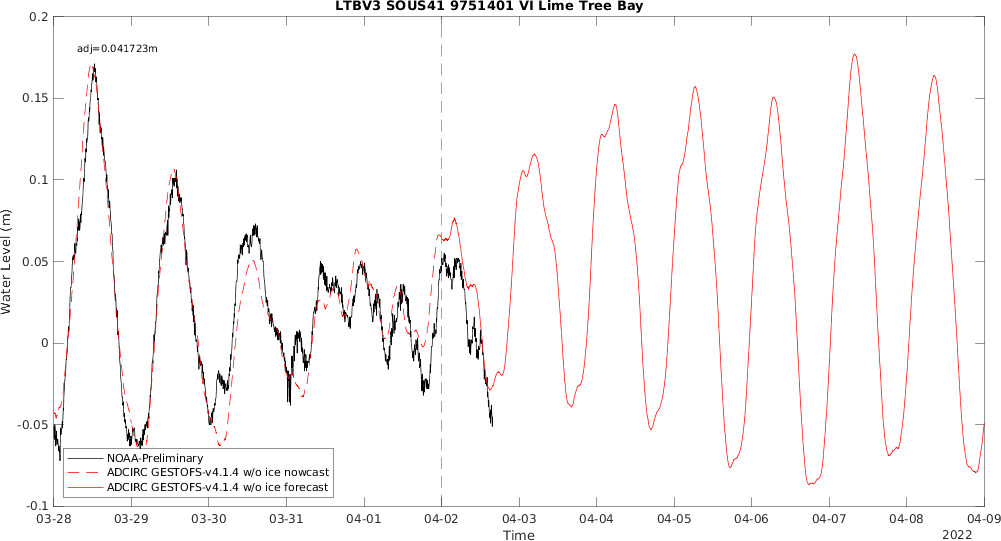 LTBV3 SOUS41 9751401 VI Lime Tree Bay
adj=0.041723m
Water Level (m)
0.2
0.15
0.1
0.05
0
-0.05
-0.1
NOAA-Preliminary
ADCIRC GESTOFS-v4.1.4 w/o ice nowcast
ADCIRC GESTOFS-v4.1.4 w/o ice forecast
03-28 03-29 03-30 03-31 04-01 04-02 04-03 04-04 04-05 04-06 04-07 04-08 04-09
Time
2022